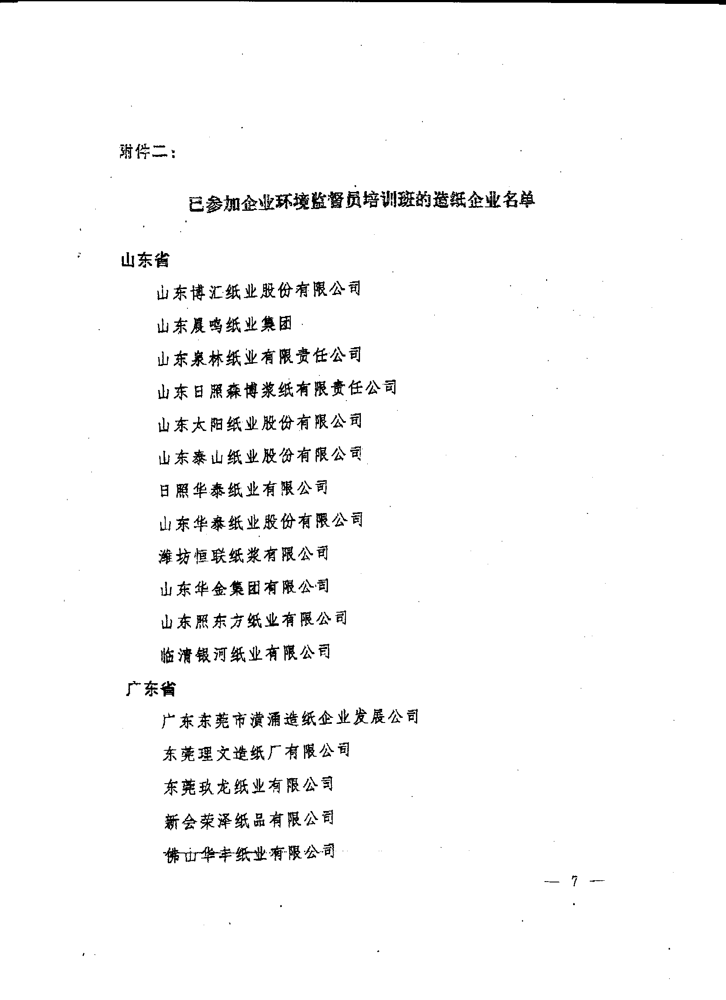 附件二：
已参加企业环境监督员培训班的造纸企业名单
山东省
山东博汇纸业股份有限公司
山东晨鸣纸业集团
山东泉林纸业有限责任公司
山东日照森博浆纸有限责任公司
山东太阳纸业股份有限公司
山东泰山纸业股份有限公司
日照华泰纸业有限公司
山东华泰纸业股份有限公司
潍坊恒联纸浆有限公司
山东华金集团有限公司
山东照东方纸业有限公司
临清银河纸业有限公司
广东省
广东东莞市潢涌造纸企业发展公司
东莞理文造纸厂有限公司
东莞玖龙纸业有限公司
新会荣泽纸品有限公司
佛山华丰纸业有限公司
— 7 —